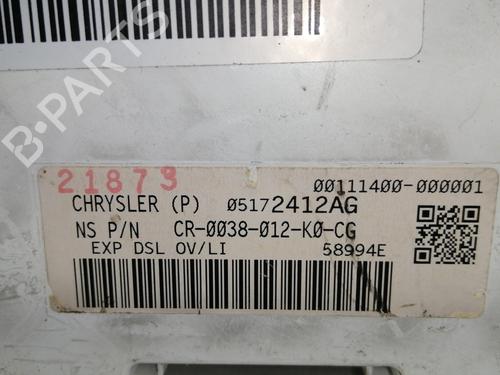 21873
00111400-000001
CHRYSLER (P) 05172412AG
NS P/N CR-0038-012-K0-CG
EXP DSL OV/LI 58994E
B-PARTS